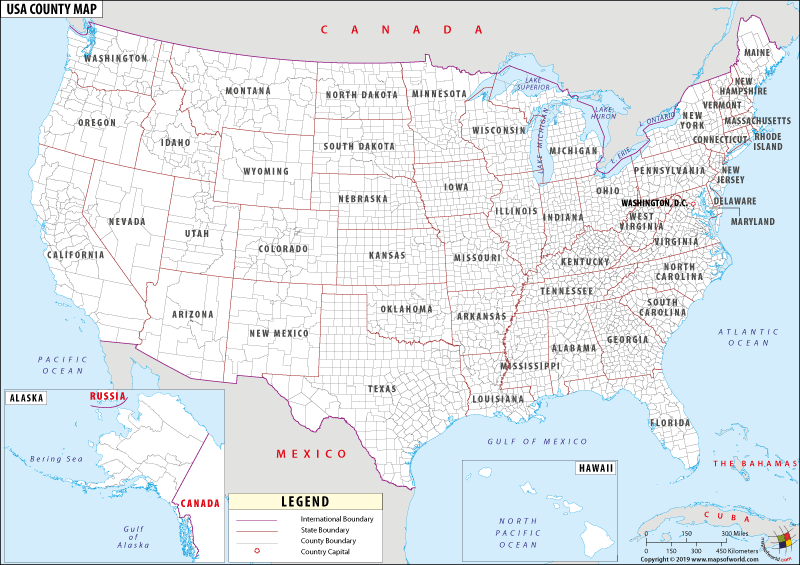 USA COUNTY MAP
CANADA
WASHINGTON
MONTANA
NORTH DAKOTA
MINNESOTA
LAKE
SUPERIOR
MAINE
OREGON
IDAHO
WYOMING
SOUTH DAKOTA
WISCONSIN
LAKE MICHIGAN
MICHIGAN
LAKE
HURON
L. ONTARIO
L. ERIE
NEW
HAMPSHIRE
VERMONT
NEW
YORK
MASSACHUSETTS
CONNECTICUT
RHODE
ISLAND
NEVADA
UTAH
COLORADO
NEBRASKA
IOWA
ILLINOIS
INDIANA
OHIO
PENNSYLVANIA
NEW
JERSEY
WASHINGTON, D.C.
DELAWARE
MARYLAND
WEST
VIRGINIA
VIRGINIA
CALIFORNIA
KANSAS
MISSOURI
KENTUCKY
NORTH
CAROLINA
TENNESSEE
SOUTH
CAROLINA
ARIZONA
NEW MEXICO
OKLAHOMA
ARKANSAS
MISSISSIPPI
ALABAMA
GEORGIA
TEXAS
LOUISIANA
FLORIDA
PACIFIC
OCEAN
ATLANTIC
OCEAN
MEXICO
GULF OF MEXICO
THE BAHAMAS
CUBA
ALASKA
RUSSIA
Bering Sea
CANADA
Gulf
of
Alaska
LEGEND
International Boundary
State Boundary
County Boundary
Country Capital
HAWAII
NORTH
PACIFIC
OCEAN
0 150 300 Miles
0 150 300 450 Kilometers
Copyright © 2019 www.mapsofworld.com